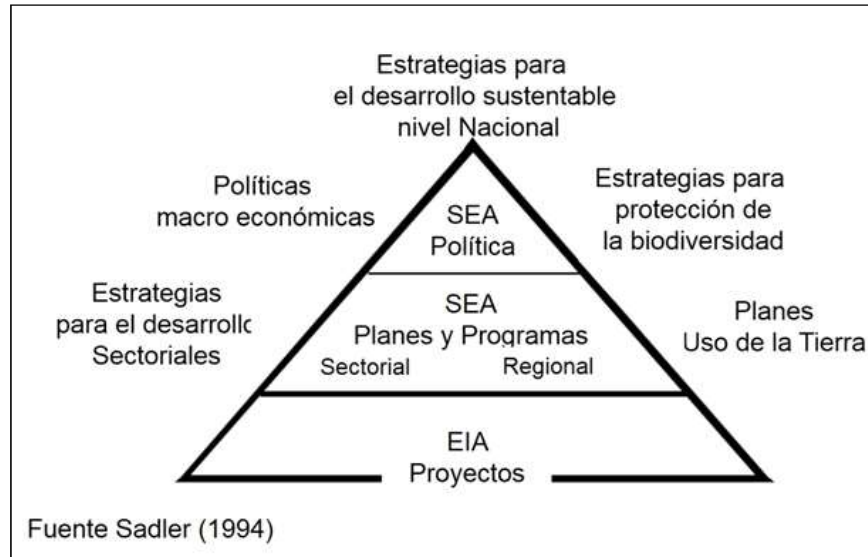 Estrategias para
el desarrollo sustentable
nivel Nacional
Políticas
macro económicas
Estrategias para
protección de
la biodiversidad
SEA
Política
Estrategias
para el desarrollo
Sectoriales
SEA
Planes y Programas
Sectorial Regional
Planes
Uso de la Tierra
EIA
Proyectos
Fuente Sadler (1994)